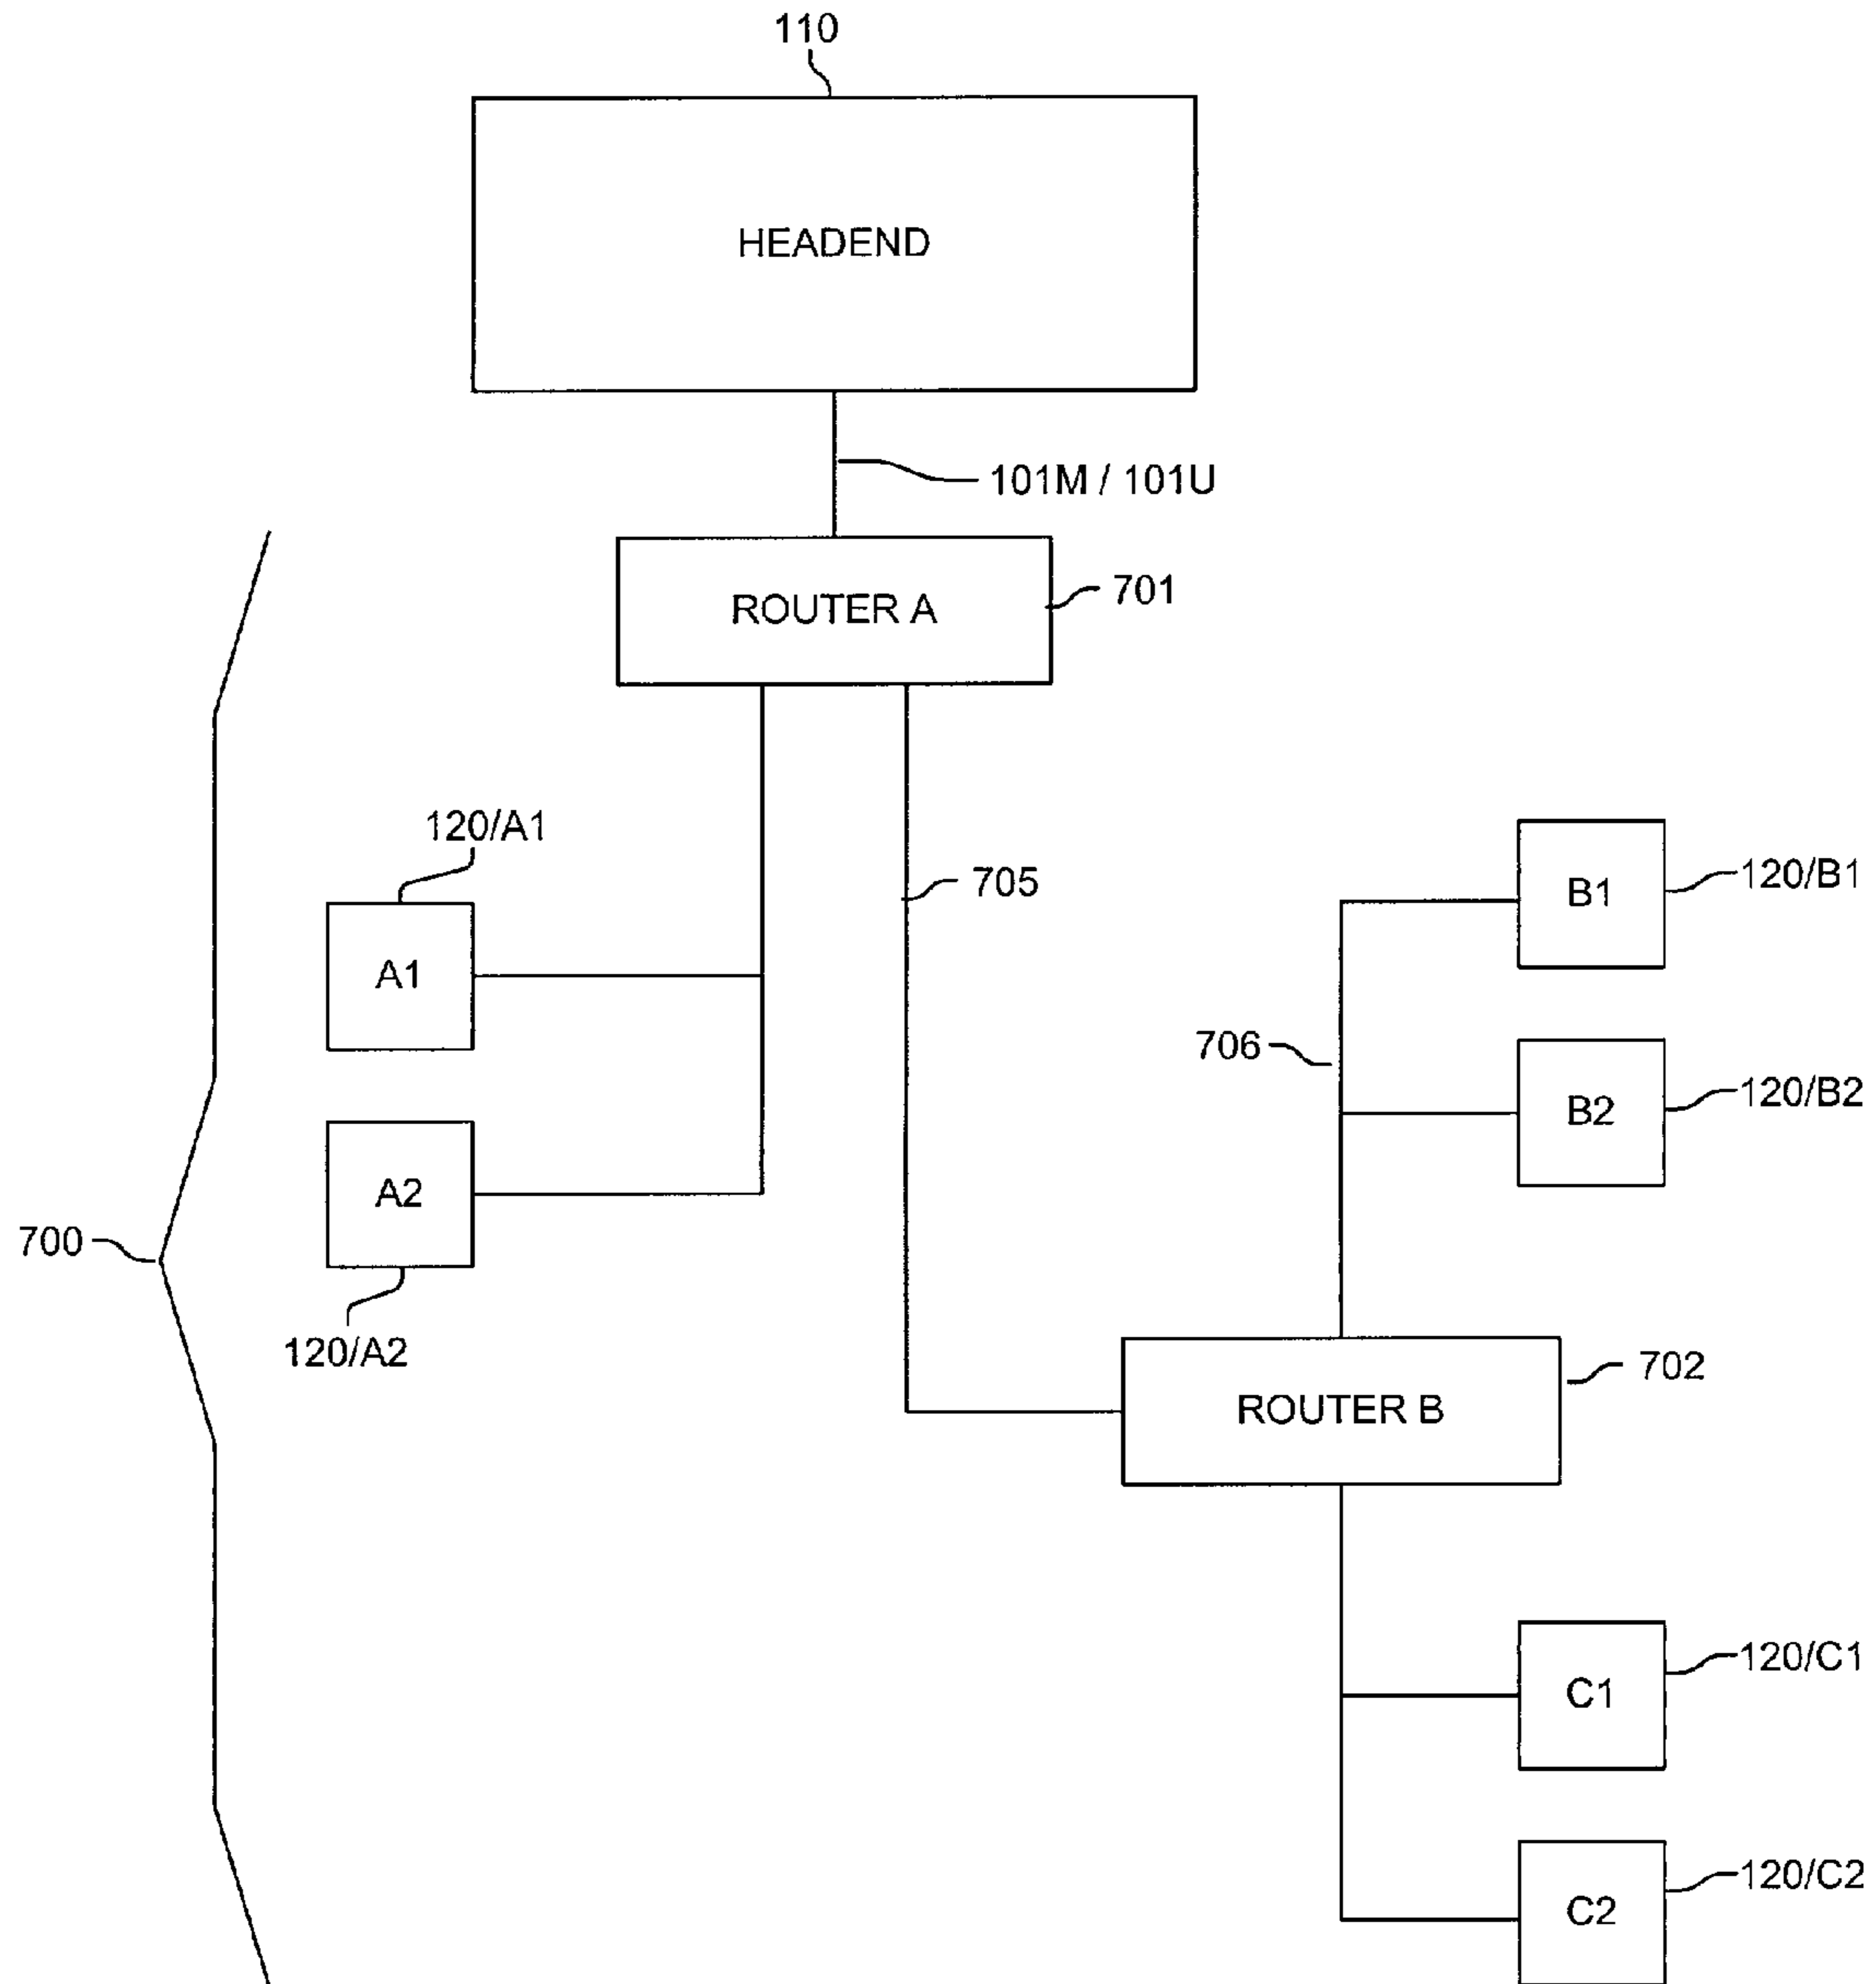 110
HEADEND
101M / 101U
ROUTER A
701
120/A1
705
B1
120/B1
A1
706
B2
120/B2
A2
700
120/A2
702
ROUTER B
120/C1
C1
120/C2
C2